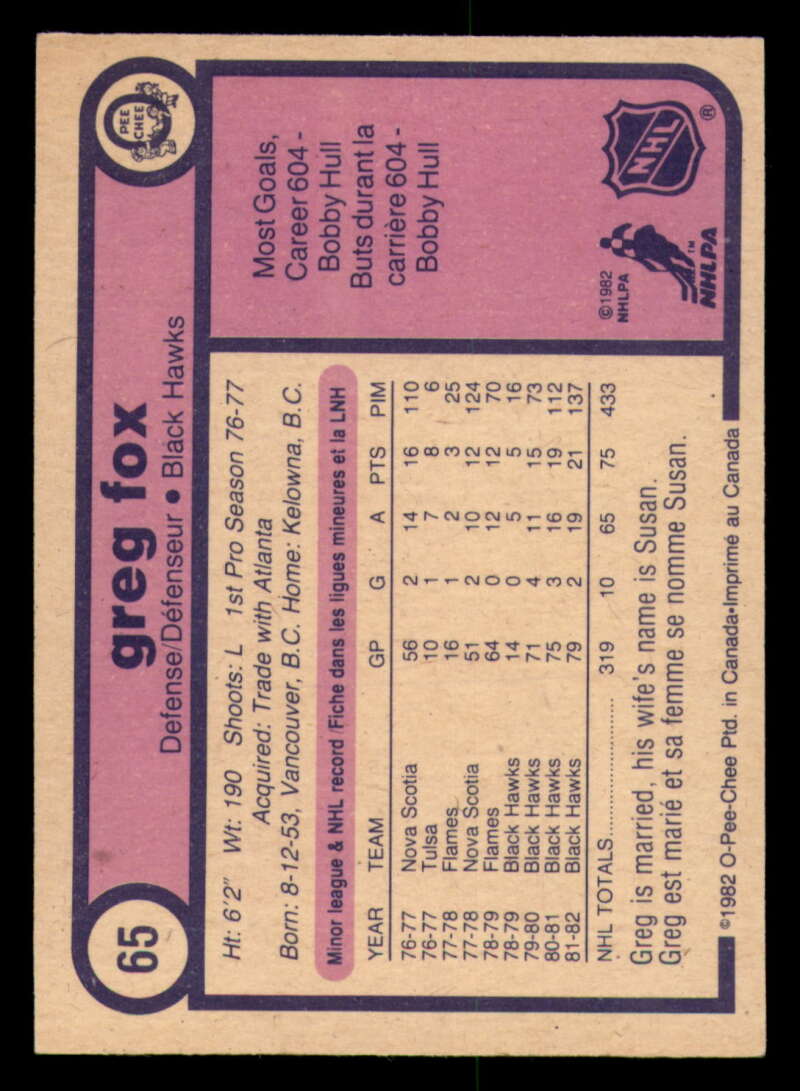 65
greg fox
Defense/Défenseur • Black Hawks
O
PEE
CHEE
Ht: 6'2" Wt: 190 Shoots: L 1st Pro Season 76-77
Acquired: Trade with Atlanta
Born: 8-12-53, Vancouver, B.C. Home: Kelowna, B.C.
Minor league & NHL record/Fiche dans les ligues mineures et la LNH
YEAR TEAM GP G A PTS PIM
76-77 Nova Scotia 56 2 14 16 110
76-77 Tulsa 10 1 7 8 6
77-78 Flames 16 1 2 3 25
77-78 Nova Scotia 51 2 10 12 124
78-79 Flames 64 0 12 12 70
78-79 Black Hawks 14 0 5 5 16
79-80 Black Hawks 71 4 11 15 73
80-81 Black Hawks 75 3 16 19 112
81-82 Black Hawks 79 2 19 21 137
NHL TOTALS.................... 319 10 65 75 433
Greg is married, his wife's name is Susan.
Greg est marié et sa femme se nomme Susan.
©1982 O-Pee-Chee Ptd. in Canada•Imprimé au Canada
Most Goals,
Career 604 -
Bobby Hull
Buts durant la
carrière 604 -
Bobby Hull
©1982
NHLPA
TM
NHLPA
NHL
®